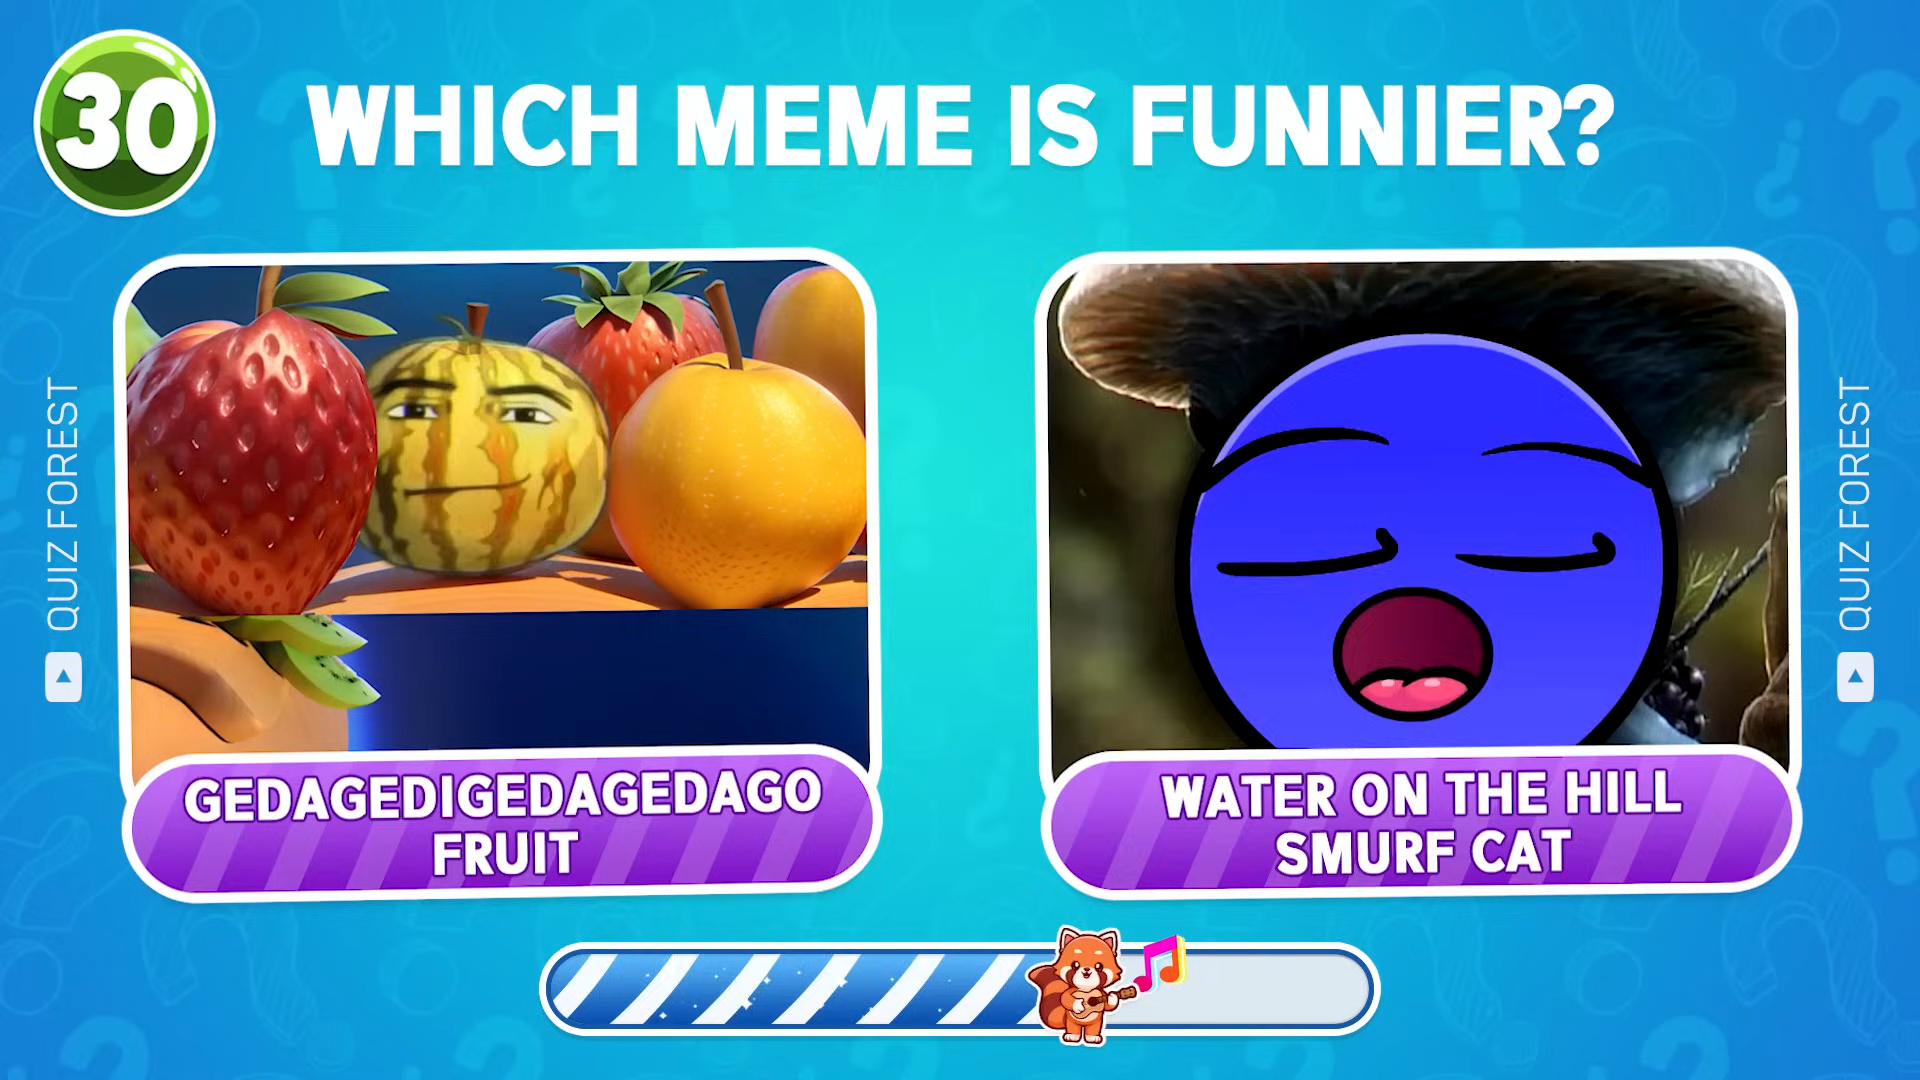 30
WHICH MEME IS FUNNIER?
QUIZ FOREST
GEDAGEDIGEDAGEDAGO
FRUIT
WATER ON THE HILL
SMURF CAT
QUIZ FOREST